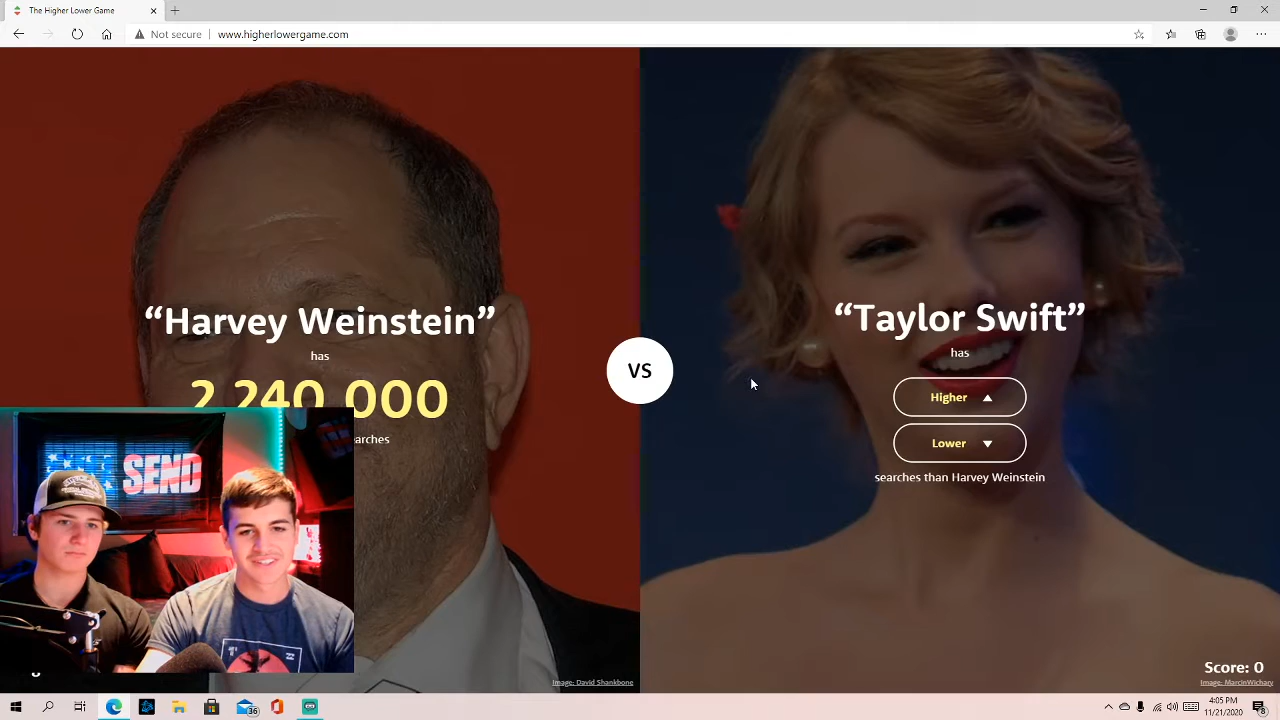 The Higher Lower Game
Not secure
www.higherlowergame.com
“Harvey Weinstein”
has
2,240,000
“Taylor Swift”
has
Higher
Lower
searches than Harvey Weinstein
VS
SEND
Score: 0
Image: David Shankbone
Image: MarcinWichary
36
4:05 PM
11/21/2020